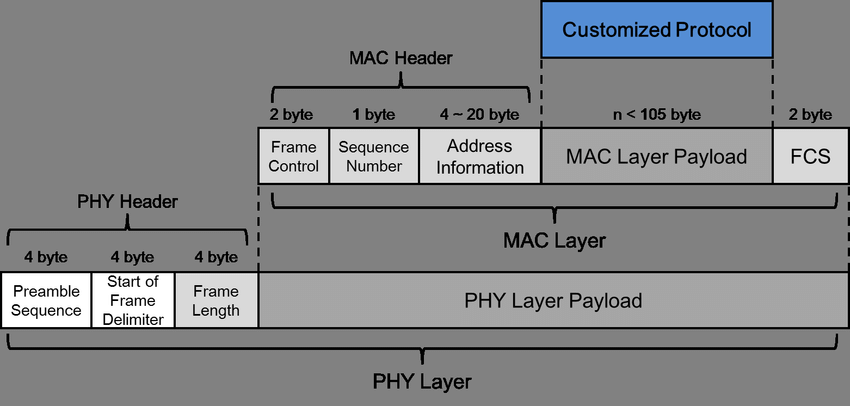 Customized Protocol
MAC Header
2 byte
1 byte
4 ~ 20 byte
n < 105 byte
2 byte
Frame
Control
Sequence
Number
Address
Information
MAC Layer Payload
FCS
PHY Header
MAC Layer
4 byte
4 byte
4 byte
Preamble
Sequence
Start of
Frame
Delimiter
Frame
Length
PHY Layer Payload
PHY Layer